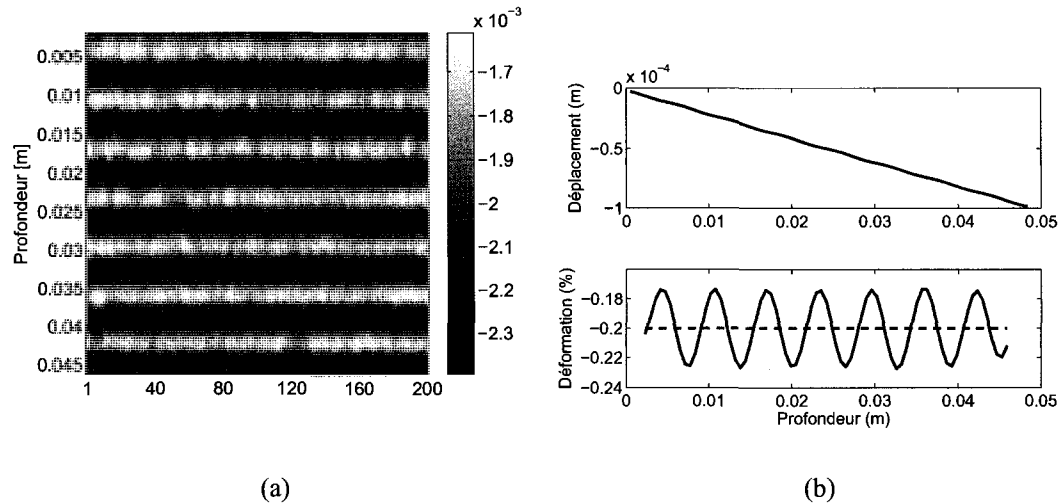 x 10⁻³
0.005
0.01
0.015
0.02
0.025
0.03
0.035
0.04
0.045
Profondeur [m]
1 40 80 120 160 200
−1.7
−1.8
−1.9
−2
−2.1
−2.2
−2.3
(a)
x 10⁻⁴
0
−0.5
−1
Déplacement (m)
0 0.01 0.02 0.03 0.04 0.05
−0.18
−0.2
−0.22
−0.24
Déformation (%)
0 0.01 0.02 0.03 0.04 0.05
Profondeur (m)
(b)